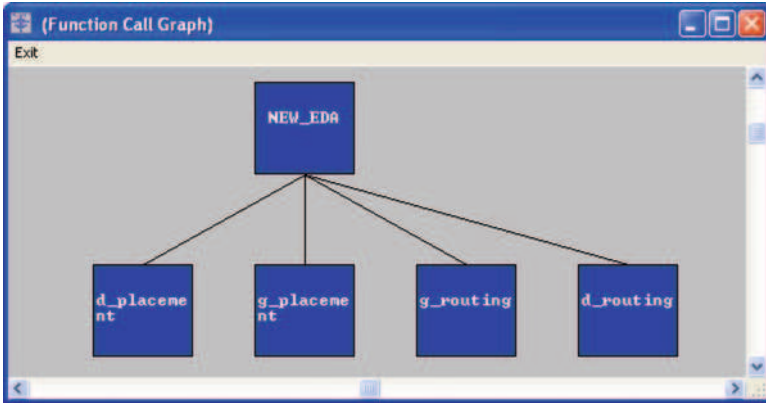 (Function Call Graph)
Exit
NEW_EDA
d_placeme
nt
g_placeme
nt
g_routing
d_routing